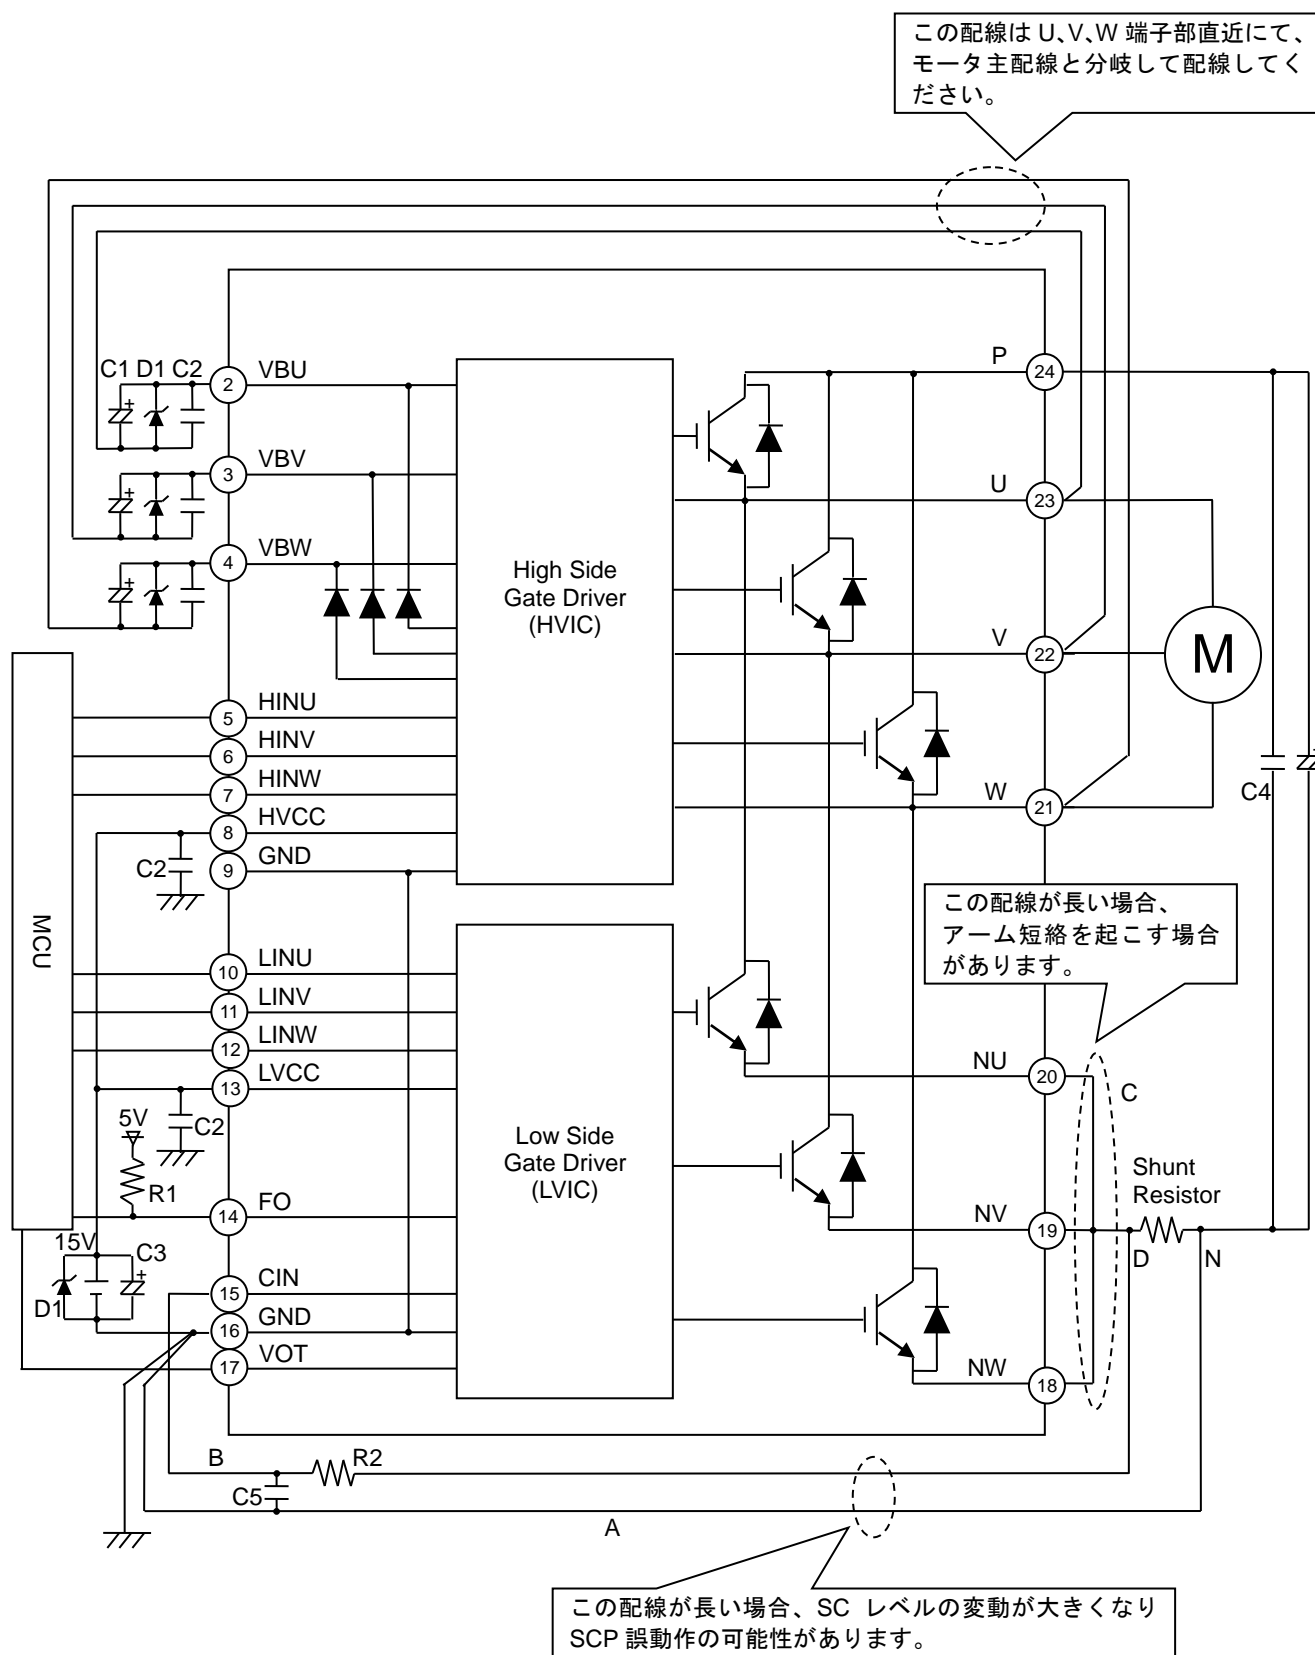 この配線は U､V､W 端子部直近にて、
モータ主配線と分岐して配線してく
ださい。
C1 D1 C2
2
VBU
P
24
+
3
VBV
U
23
+
4
VBW
High Side
Gate Driver
(HVIC)
+
V
22
M
5
HINU
6
HINV
7
HINW
W
21
C4
8
HVCC
C2
9
GND
MCU
この配線が長い場合、
アーム短絡を起こす場合
があります。
10
LINU
11
LINV
12
LINW
13
LVCC
NU
20
C
5V
C2
Low Side
Gate Driver
(LVIC)
R1
Shunt
Resistor
14
FO
NV
19
15V
C3
D
N
+
15
CIN
D1
16
GND
17
VOT
NW
18
B
R2
C5
A
この配線が長い場合、SC レベルの変動が大きくなり
SCP 誤動作の可能性があります。